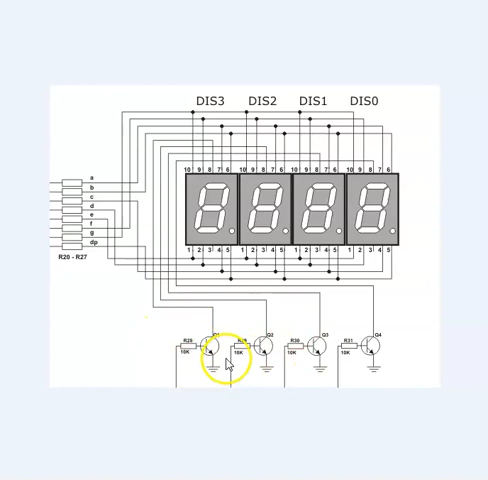 DIS3 DIS2 DIS1 DIS0
10 9 8 7 6 10 9 8 7 6 10 9 8 7 6 10 9 8 7 6
a
b
c
d
e
f
g
dp
1 2 3 4 5 1 2 3 4 5 1 2 3 4 5 1 2 3 4 5
R20 - R27
R28 Q1 R29 Q2 R30 Q3 R31 Q4
10K 10K 10K 10K